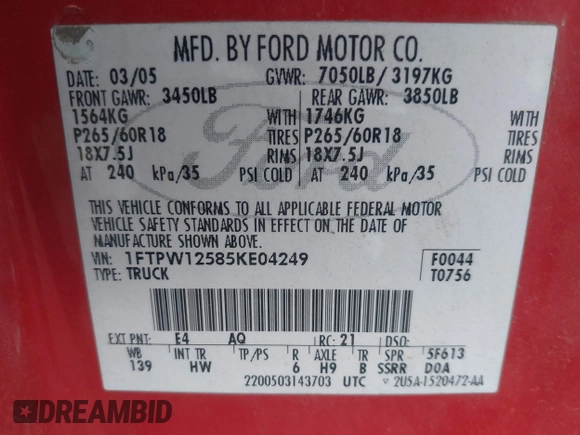 MFD. BY FORD MOTOR CO.
DATE: 03/05 GVWR: 7050LB/ 3197KG
FRONT GAWR: 3450LB REAR GAWR: 3850LB
1564KG WITH 1746KG WITH
P265/60R18 TIRES P265/60R18 TIRES
18X7.5J RIMS 18X7.5J RIMS
AT 240 kPa/35 PSI COLD AT 240 kPa/35 PSI COLD
Ford
THIS VEHICLE CONFORMS TO ALL APPLICABLE FEDERAL MOTOR
VEHICLE SAFETY STANDARDS IN EFFECT ON THE DATE OF
MANUFACTURE SHOWN ABOVE.
VIN: 1FTPW12585KE04249 F0044
TYPE: TRUCK T0756
EXT PNT: E4 AQ RC: 21 DSO:
WB INT TR TP/PS R AXLE TR SPR 5F613
139 HW 6 H9 B SSRR DOA
2200503143703 UTC 2U5A-1520472-AA
DREAMBID